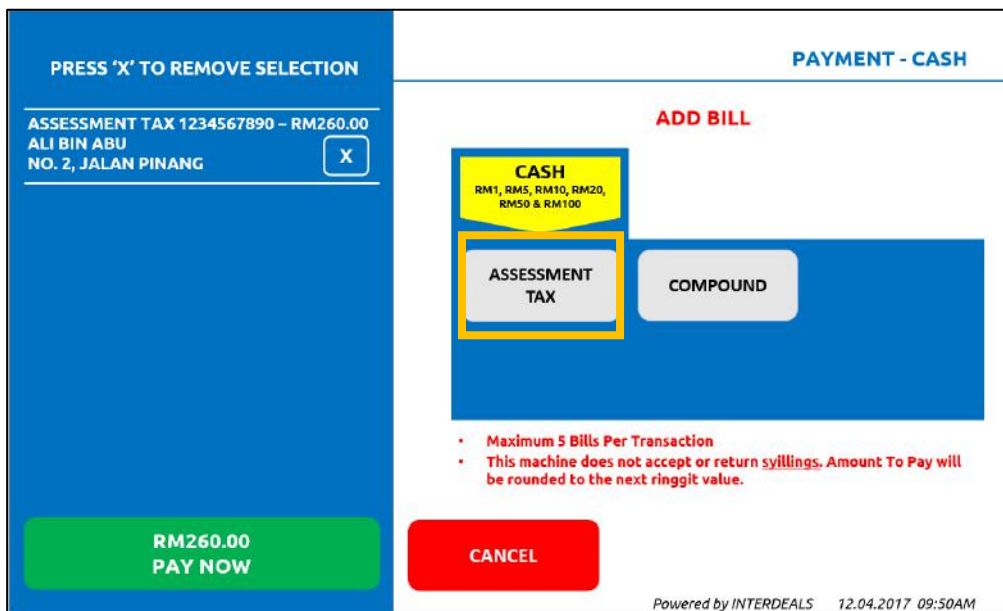 PRESS ‘X’ TO REMOVE SELECTION
ASSESSMENT TAX 1234567890 – RM260.00
ALI BIN ABU
NO. 2, JALAN PINANG
X
RM260.00
PAY NOW
PAYMENT - CASH
ADD BILL
CASH
RM1, RM5, RM10, RM20,
RM50 & RM100
ASSESSMENT
TAX
COMPOUND
• Maximum 5 Bills Per Transaction
• This machine does not accept or return syillings. Amount To Pay will
be rounded to the next ringgit value.
CANCEL
Powered by INTERDEALS 12.04.2017 09:50AM